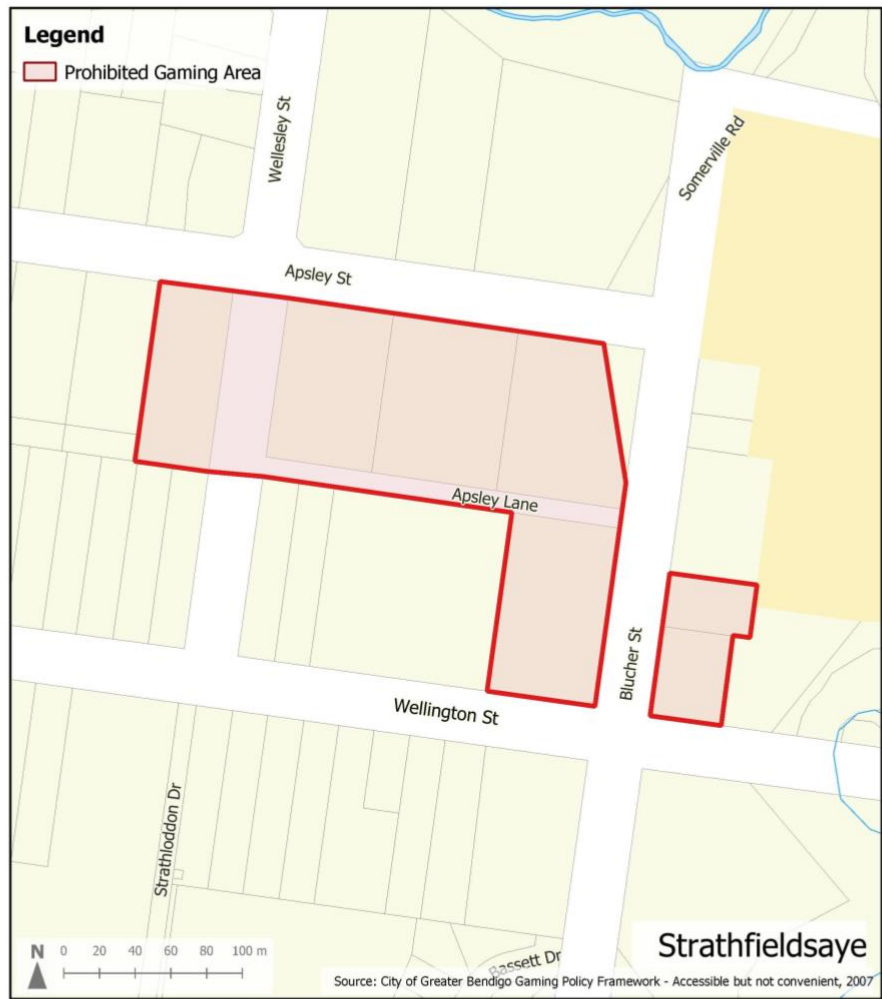 Legend
Prohibited Gaming Area
Wellesley St
Somerville Rd
Apsley St
Apsley Lane
Blucher St
Wellington St
Strathloddon Dr
Bassett Dr
N 0 20 40 60 80 100 m
Strathfieldsaye
Source: City of Greater Bendigo Gaming Policy Framework - Accessible but not convenient, 2007